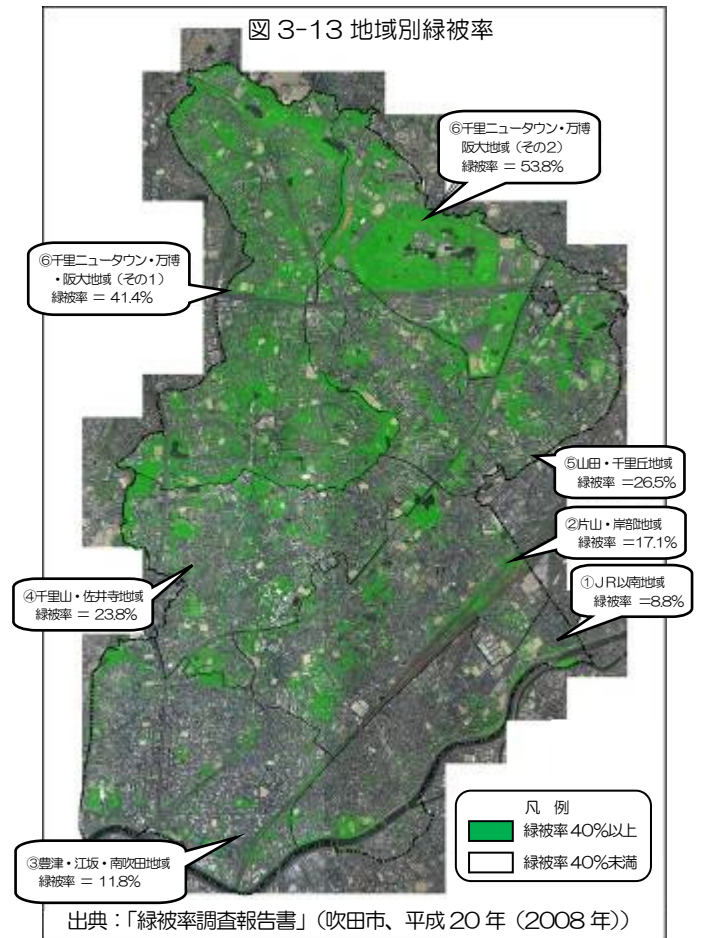 図 3-13 地域別緑被率
⑥千里ニュータウン・万博
阪大地域（その2）
緑被率 = 53.8%
⑥千里ニュータウン・万博
・阪大地域（その1）
緑被率 = 41.4%
⑤山田・千里丘地域
緑被率 =26.5%
②片山・岸部地域
緑被率 =17.1%
①JR以南地域
緑被率 =8.8%
④千里山・佐井寺地域
緑被率 = 23.8%
③豊津・江坂・南吹田地域
緑被率 = 11.8%
凡 例
緑被率 40%以上
緑被率 40%未満
出典：「緑被率調査報告書」（吹田市、平成 20 年（2008 年））